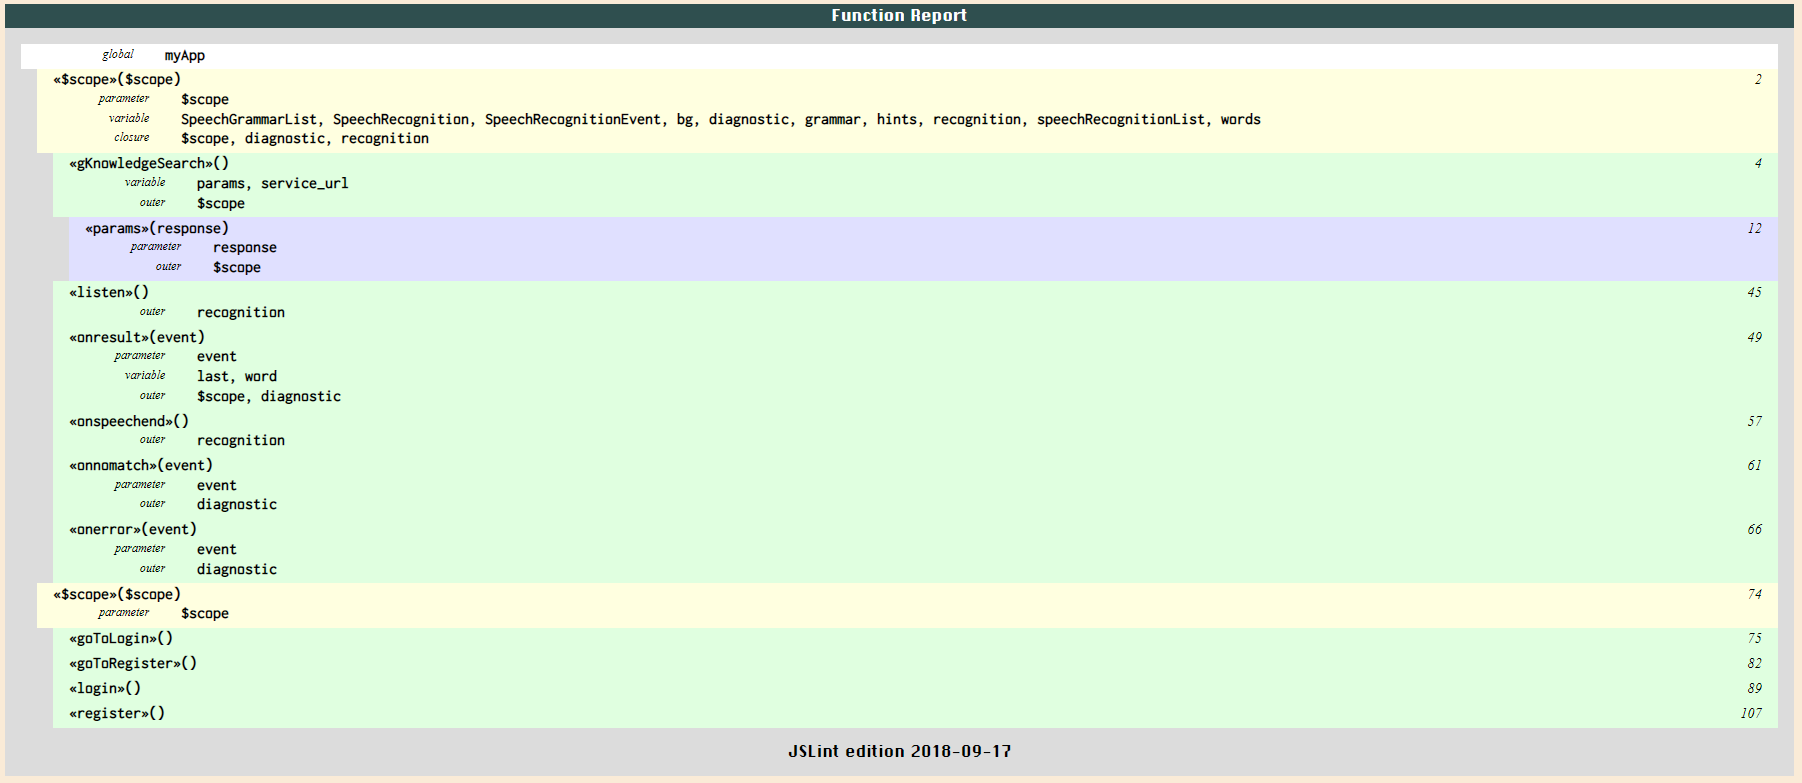 Function Report
global myApp
«$scope»($scope) 2
parameter $scope
variable SpeechGrammarList, SpeechRecognition, SpeechRecognitionEvent, bg, diagnostic, grammar, hints, recognition, speechRecognitionList, words
closure $scope, diagnostic, recognition
«gKnowledgeSearch»() 4
variable params, service_url
outer $scope
«params»(response) 12
parameter response
outer $scope
«listen»() 45
outer recognition
«onresult»(event) 49
parameter event
variable last, word
outer $scope, diagnostic
«onspeechend»() 57
outer recognition
«onnomatch»(event) 61
parameter event
outer diagnostic
«onerror»(event) 66
parameter event
outer diagnostic
«$scope»($scope) 74
parameter $scope
«goToLogin»() 75
«goToRegister»() 82
«login»() 89
«register»() 107
JSLint edition 2018-09-17